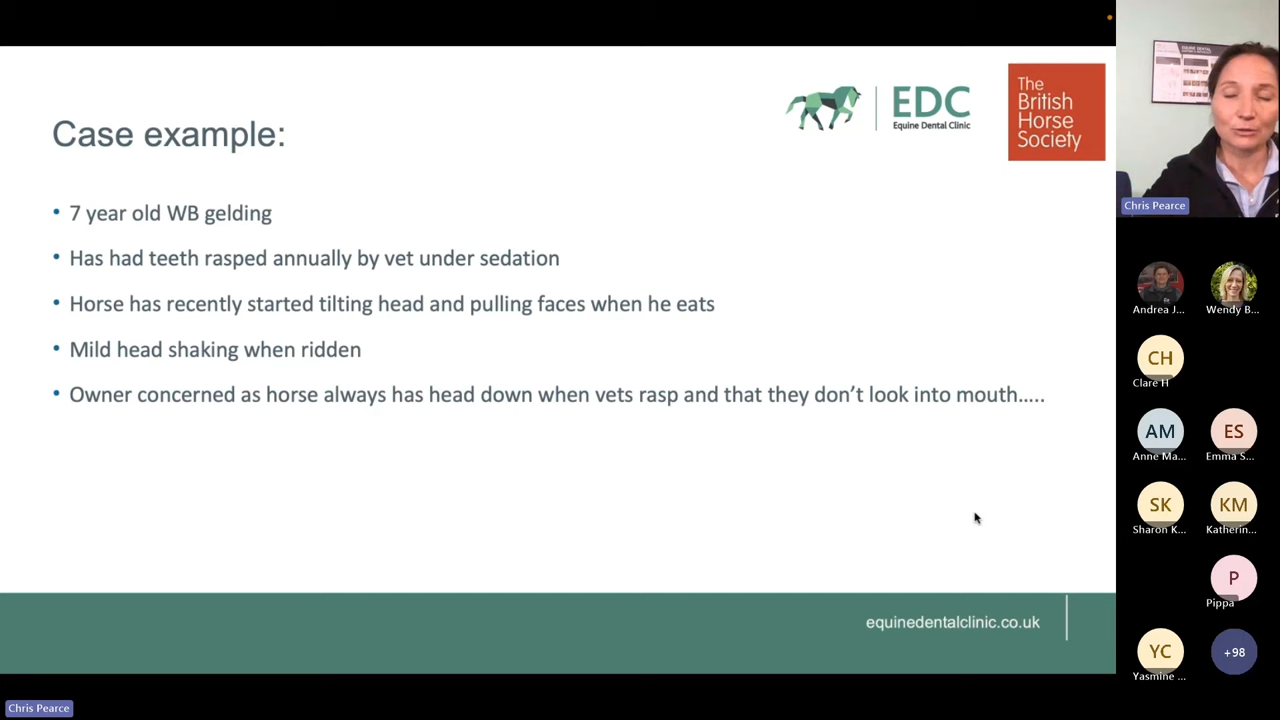 Case example:
EDC
Equine Dental Clinic
The
British
Horse
Society
• 7 year old WB gelding
• Has had teeth rasped annually by vet under sedation
• Horse has recently started tilting head and pulling faces when he eats
• Mild head shaking when ridden
• Owner concerned as horse always has head down when vets rasp and that they don’t look into mouth.....
equinedentalclinic.co.uk
Chris Pearce
EQUINE DENTAL
Chris Pearce
Andrea J...
Wendy B...
CH
Clare H
AM
Anne Ma...
ES
Emma S...
SK
Sharon K...
KM
Katherin...
P
Pippa
YC
Yasmine ...
+98